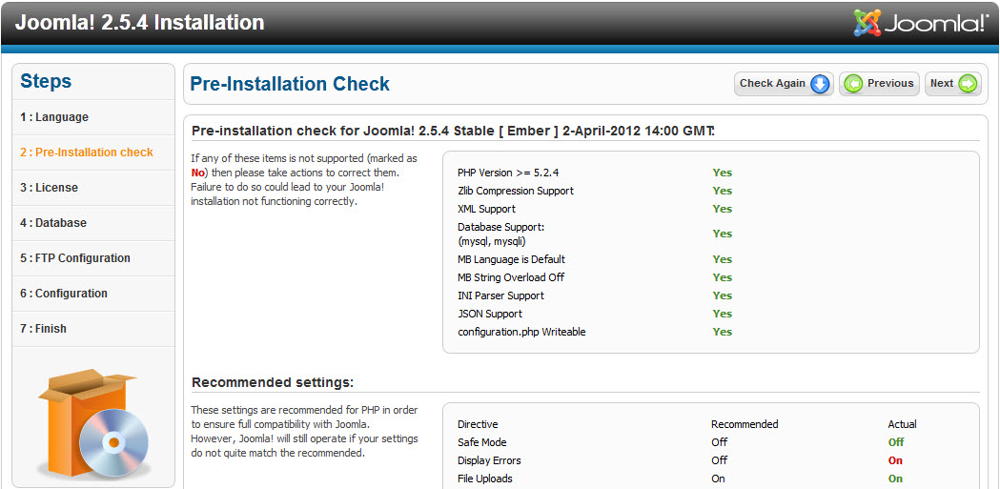 Joomla! 2.5.4 Installation
Joomla!®
Steps
1 : Language
2 : Pre-Installation check
3 : License
4 : Database
5 : FTP Configuration
6 : Configuration
7 : Finish
Pre-Installation Check
Check Again
Previous
Next
Pre-installation check for Joomla! 2.5.4 Stable [ Ember ] 2-April-2012 14:00 GMT:
If any of these items is not supported (marked as
No) then please take actions to correct them.
Failure to do so could lead to your Joomla!
installation not functioning correctly.
PHP Version >= 5.2.4 Yes
Zlib Compression Support Yes
XML Support Yes
Database Support:
(mysql, mysqli) Yes
MB Language is Default Yes
MB String Overload Off Yes
INI Parser Support Yes
JSON Support Yes
configuration.php Writeable Yes
Recommended settings:
These settings are recommended for PHP in order
to ensure full compatibility with Joomla.
However, Joomla! will still operate if your settings
do not quite match the recommended.
Directive Recommended Actual
Safe Mode Off Off
Display Errors Off On
File Uploads On On